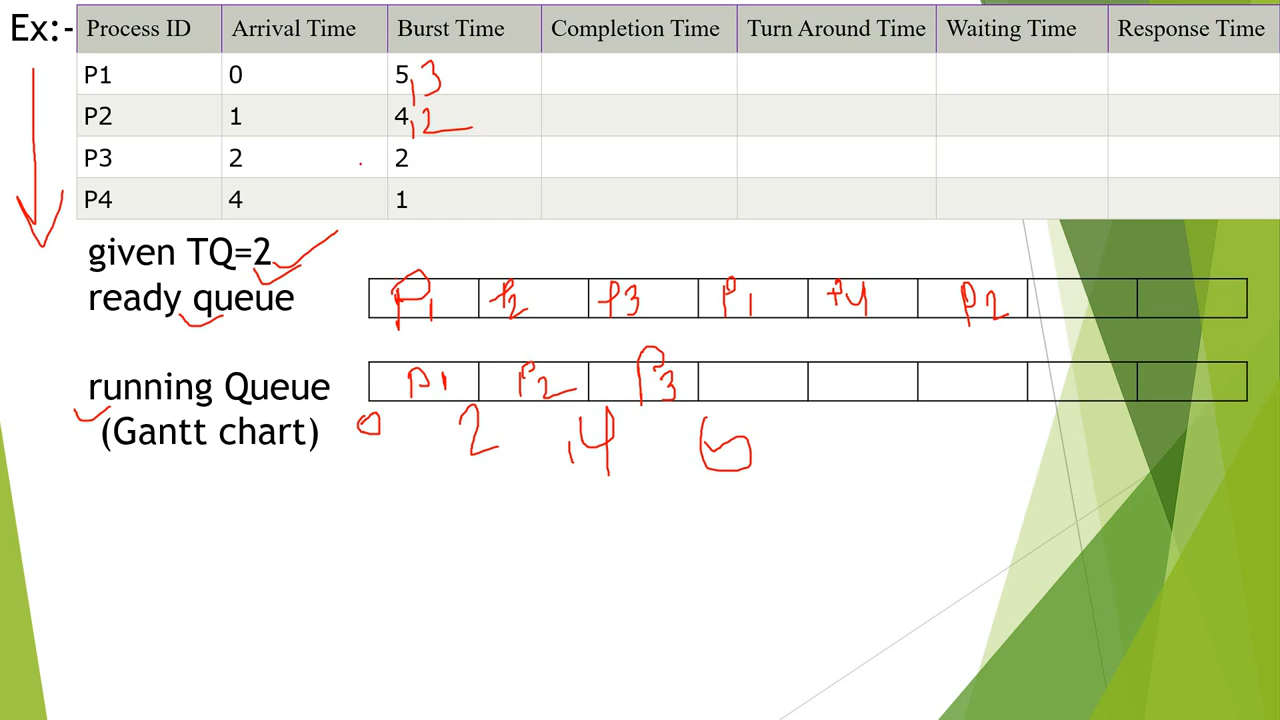 Ex:- Process ID Arrival Time Burst Time Completion Time Turn Around Time Waiting Time Response Time
P1 0 5,3
P2 1 4,2
P3 2 2
P4 4 1
given TQ=2
ready queue P1 P2 P3 P1 P4 P2
running Queue P1 P2 P3
(Gantt chart) 0 2 4 6